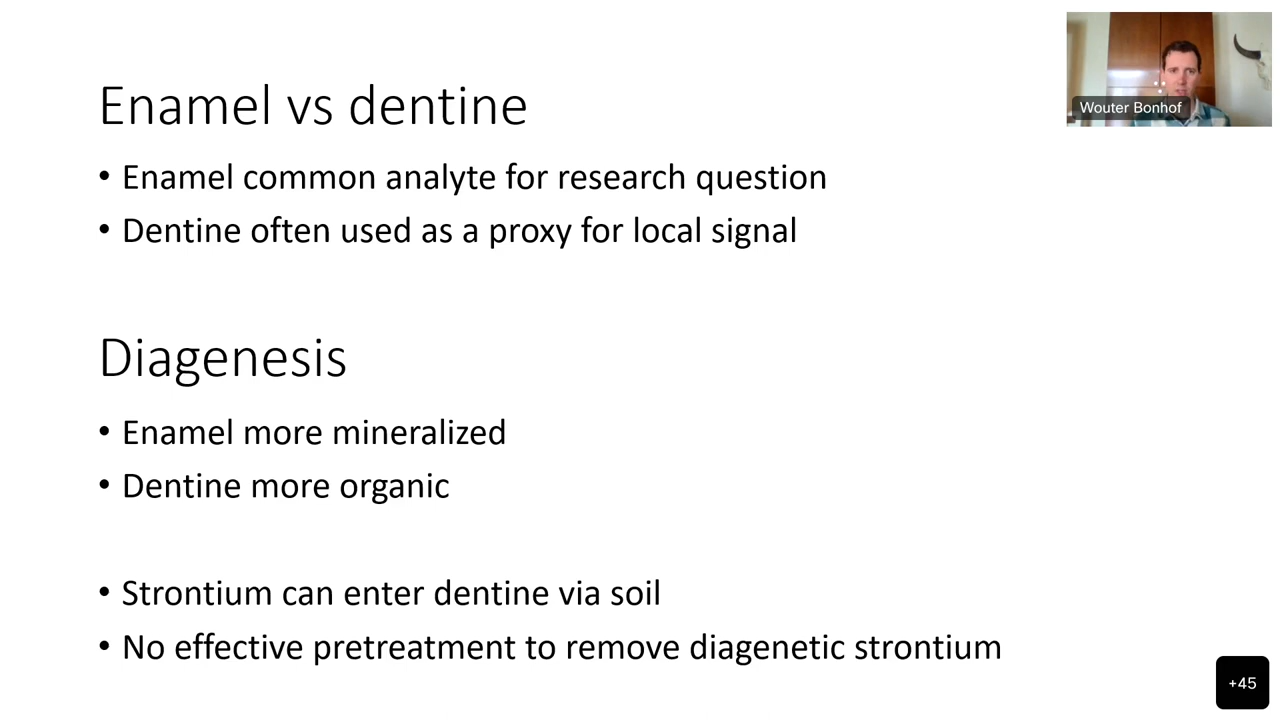 Enamel vs dentine
• Enamel common analyte for research question
• Dentine often used as a proxy for local signal
Diagenesis
• Enamel more mineralized
• Dentine more organic
• Strontium can enter dentine via soil
• No effective pretreatment to remove diagenetic strontium
Wouter Bonhof
+45